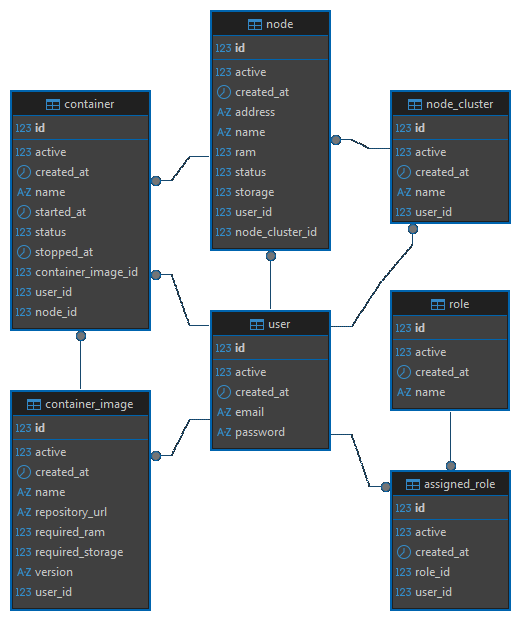 node
123 id
123 active
created_at
A-Z address
A-Z name
123 ram
123 status
123 storage
123 user_id
123 node_cluster_id
container
123 id
123 active
created_at
A-Z name
started_at
123 status
stopped_at
123 container_image_id
123 user_id
123 node_id
node_cluster
123 id
123 active
created_at
A-Z name
123 user_id
user
123 id
123 active
created_at
A-Z email
A-Z password
role
123 id
123 active
created_at
A-Z name
container_image
123 id
123 active
created_at
A-Z name
A-Z repository_url
123 required_ram
123 required_storage
A-Z version
123 user_id
assigned_role
123 id
123 active
created_at
123 role_id
123 user_id